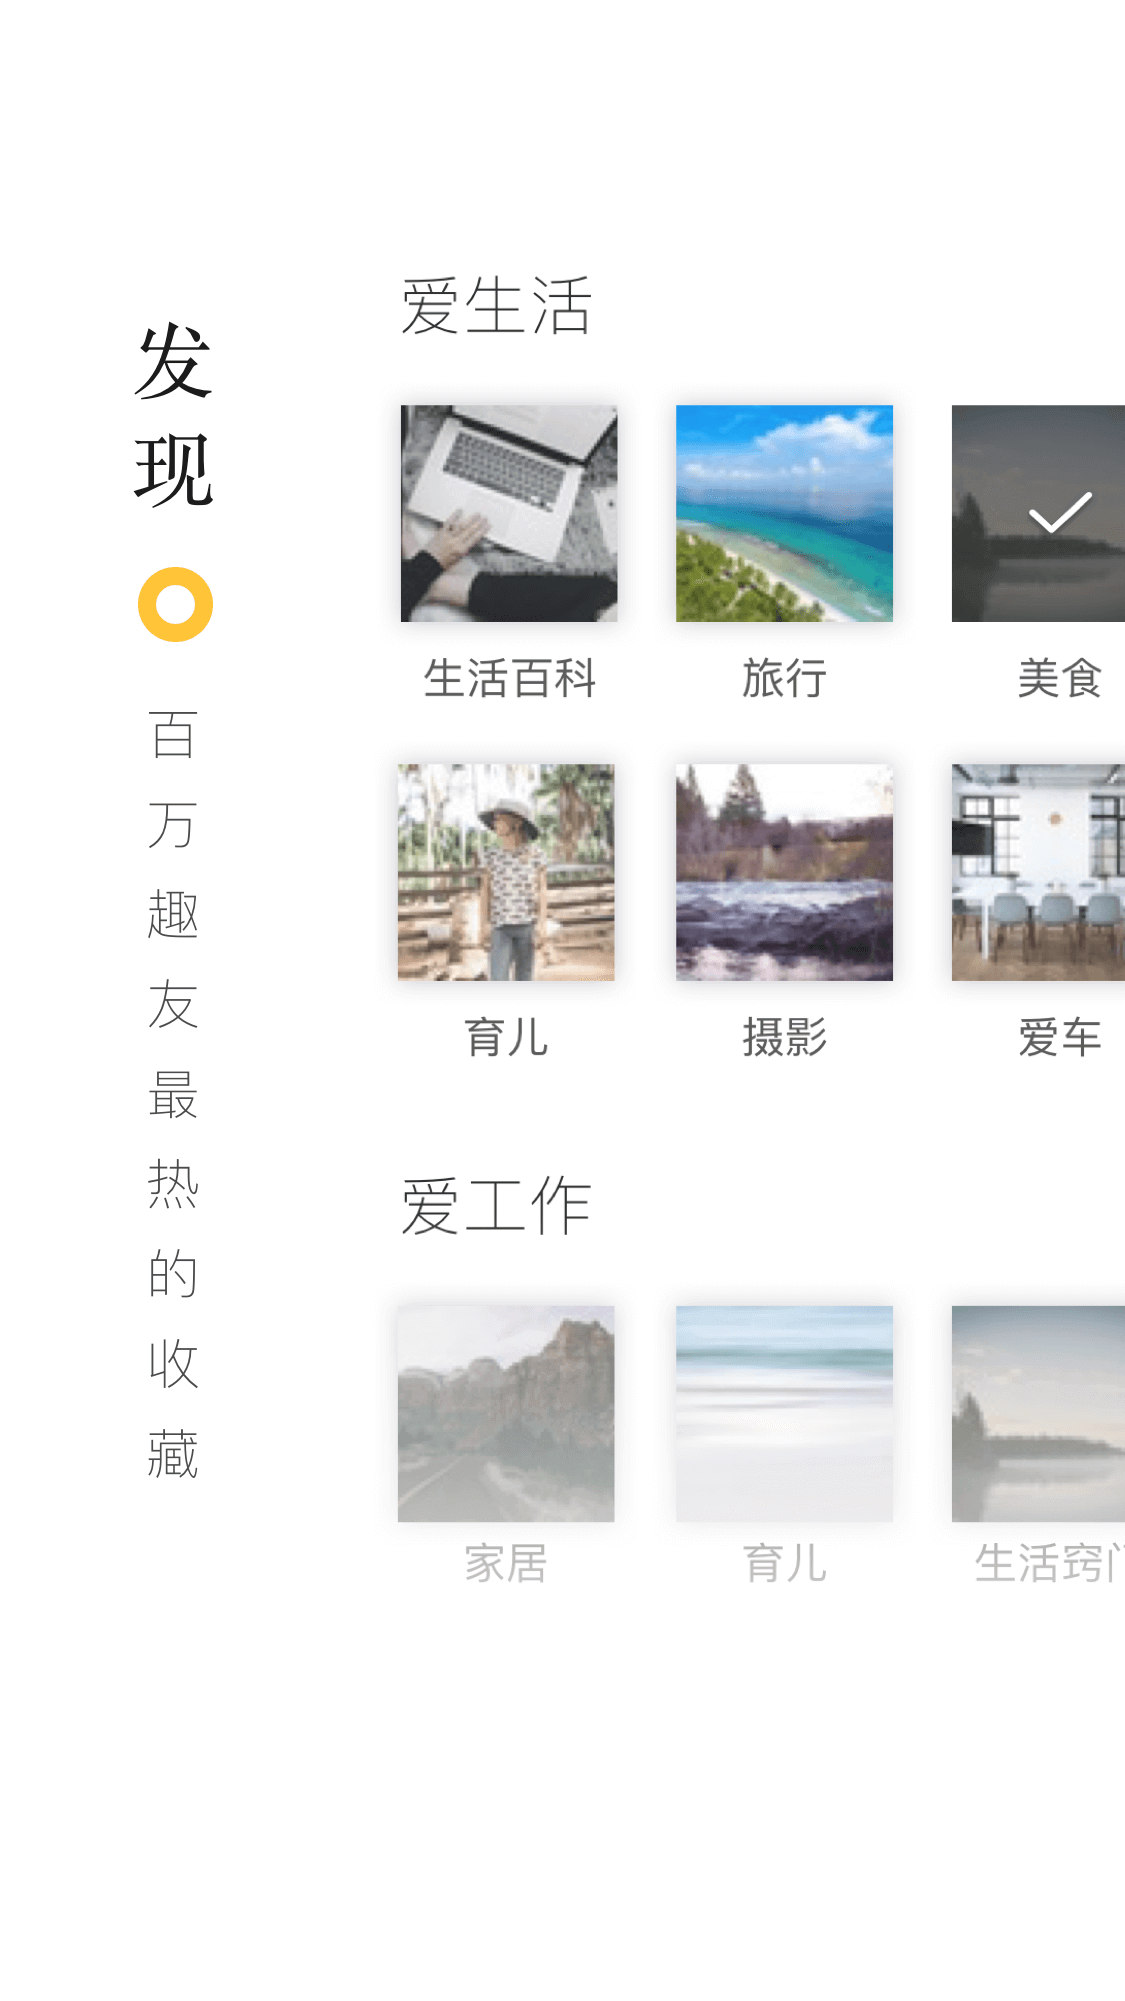 发现
百万趣友最热的收藏
爱生活
生活百科 旅行 美食
育儿 摄影 爱车
爱工作
家居 育儿 生活窍门